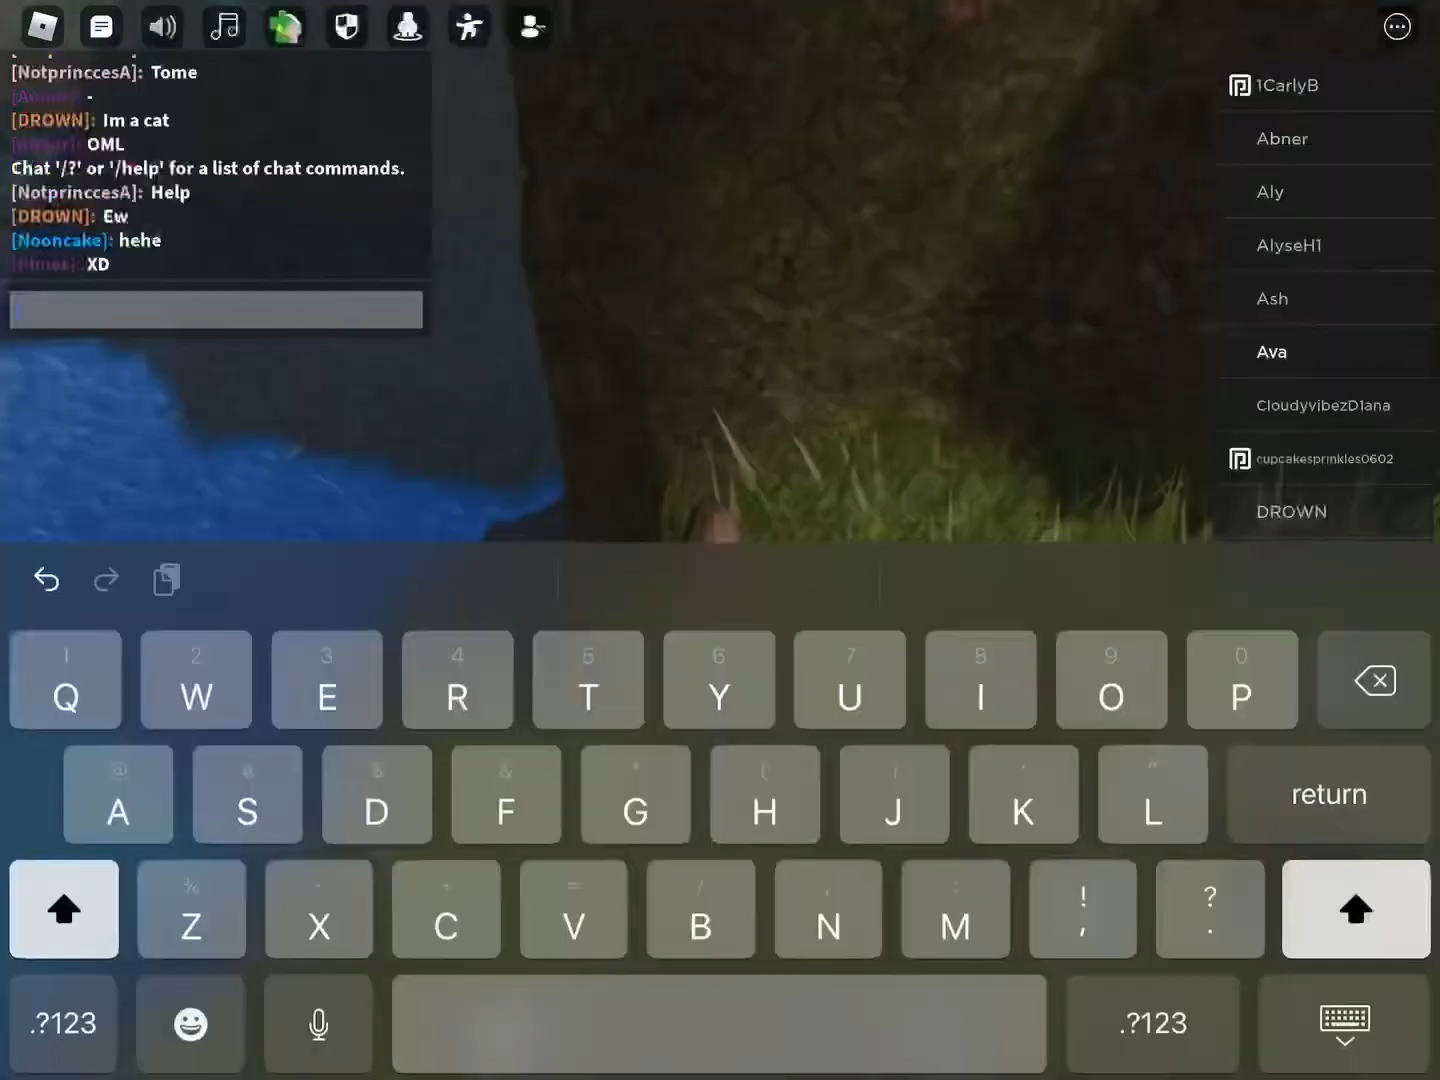 [NotprinccesA]: Tome
-
[DROWN]: Im a cat
OML
Chat '/?' or '/help' for a list of chat commands.
[NotprinccesA]: Help
[DROWN]: Ew
[Nooncake]: hehe
XD
1CarlyB
Abner
Aly
AlyseH1
Ash
Ava
CloudyvibezD1ana
cupcakesprinkles0602
DROWN
1 2 3 4 5 6 7 8 9 0
Q W E R T Y U I O P
A S D F G H J K L return
! ?
Z X C V B N M , .
.?123 .?123